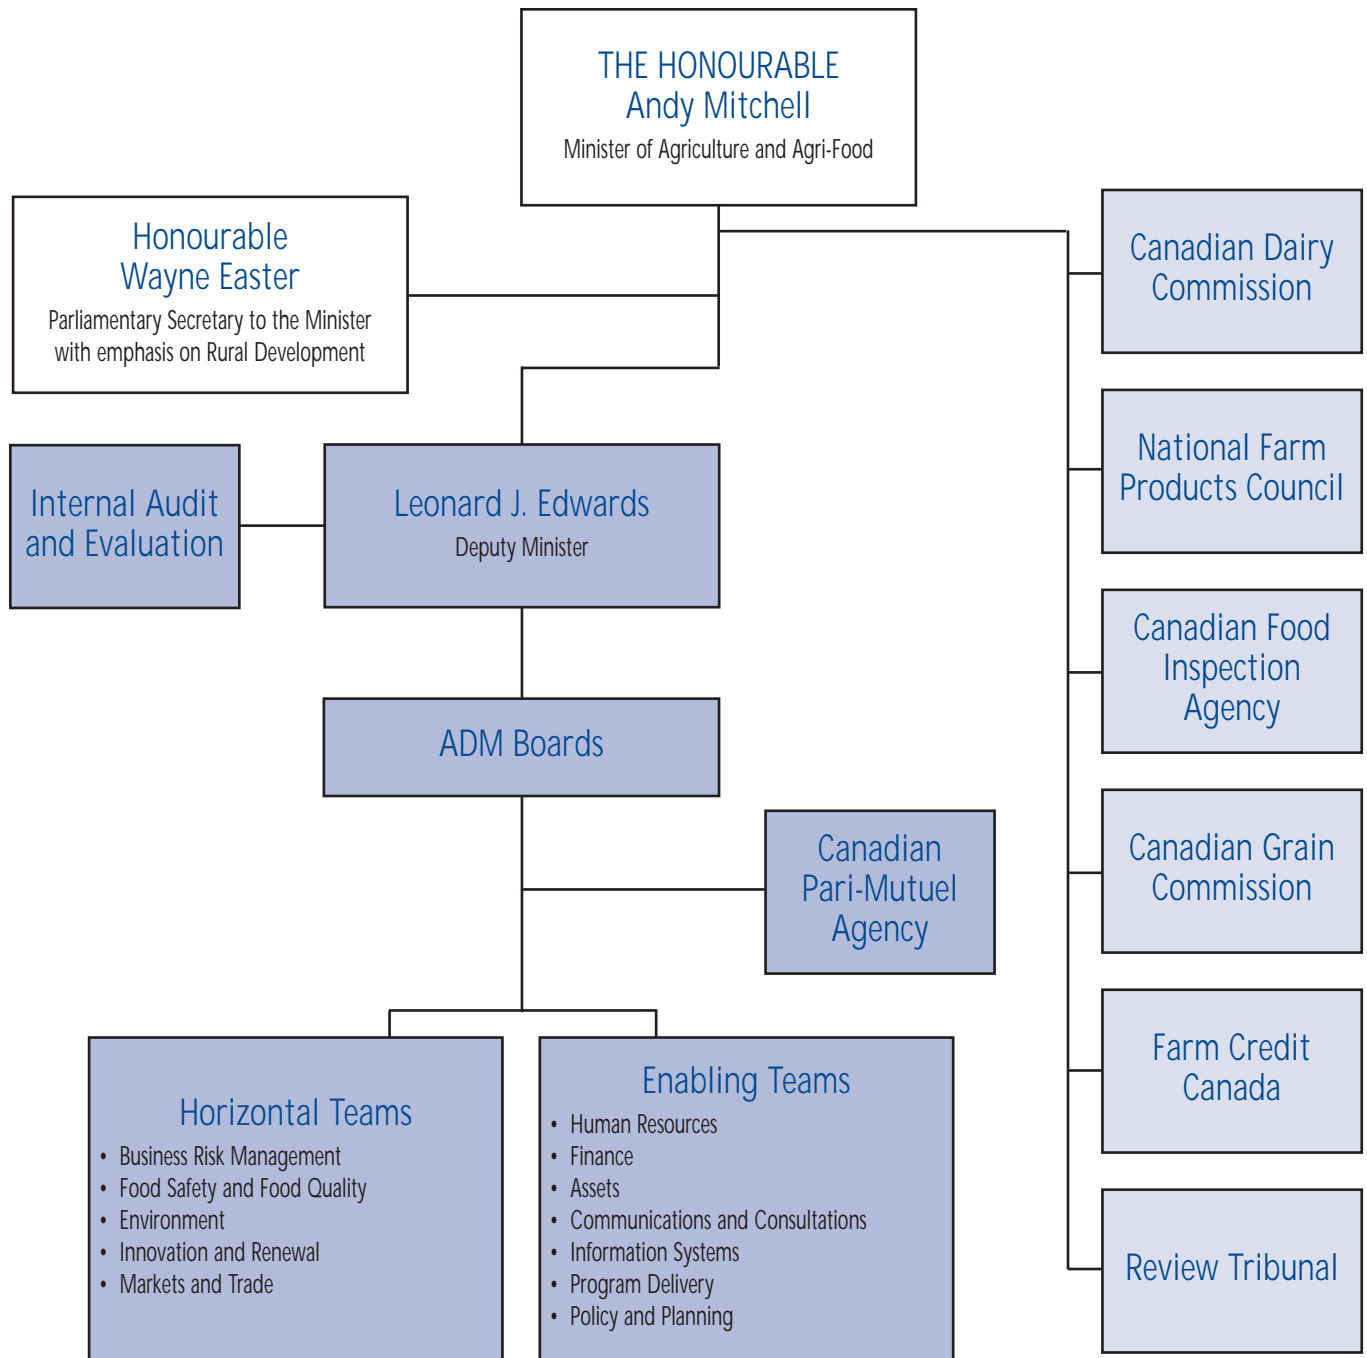 THE HONOURABLE
Andy Mitchell
Minister of Agriculture and Agri-Food
Honourable
Wayne Easter
Parliamentary Secretary to the Minister
with emphasis on Rural Development
Internal Audit
and Evaluation
Leonard J. Edwards
Deputy Minister
ADM Boards
Canadian
Pari-Mutuel
Agency
Horizontal Teams
• Business Risk Management
• Food Safety and Food Quality
• Environment
• Innovation and Renewal
• Markets and Trade
Enabling Teams
• Human Resources
• Finance
• Assets
• Communications and Consultations
• Information Systems
• Program Delivery
• Policy and Planning
Canadian Dairy
Commission
National Farm
Products Council
Canadian Food
Inspection
Agency
Canadian Grain
Commission
Farm Credit
Canada
Review Tribunal